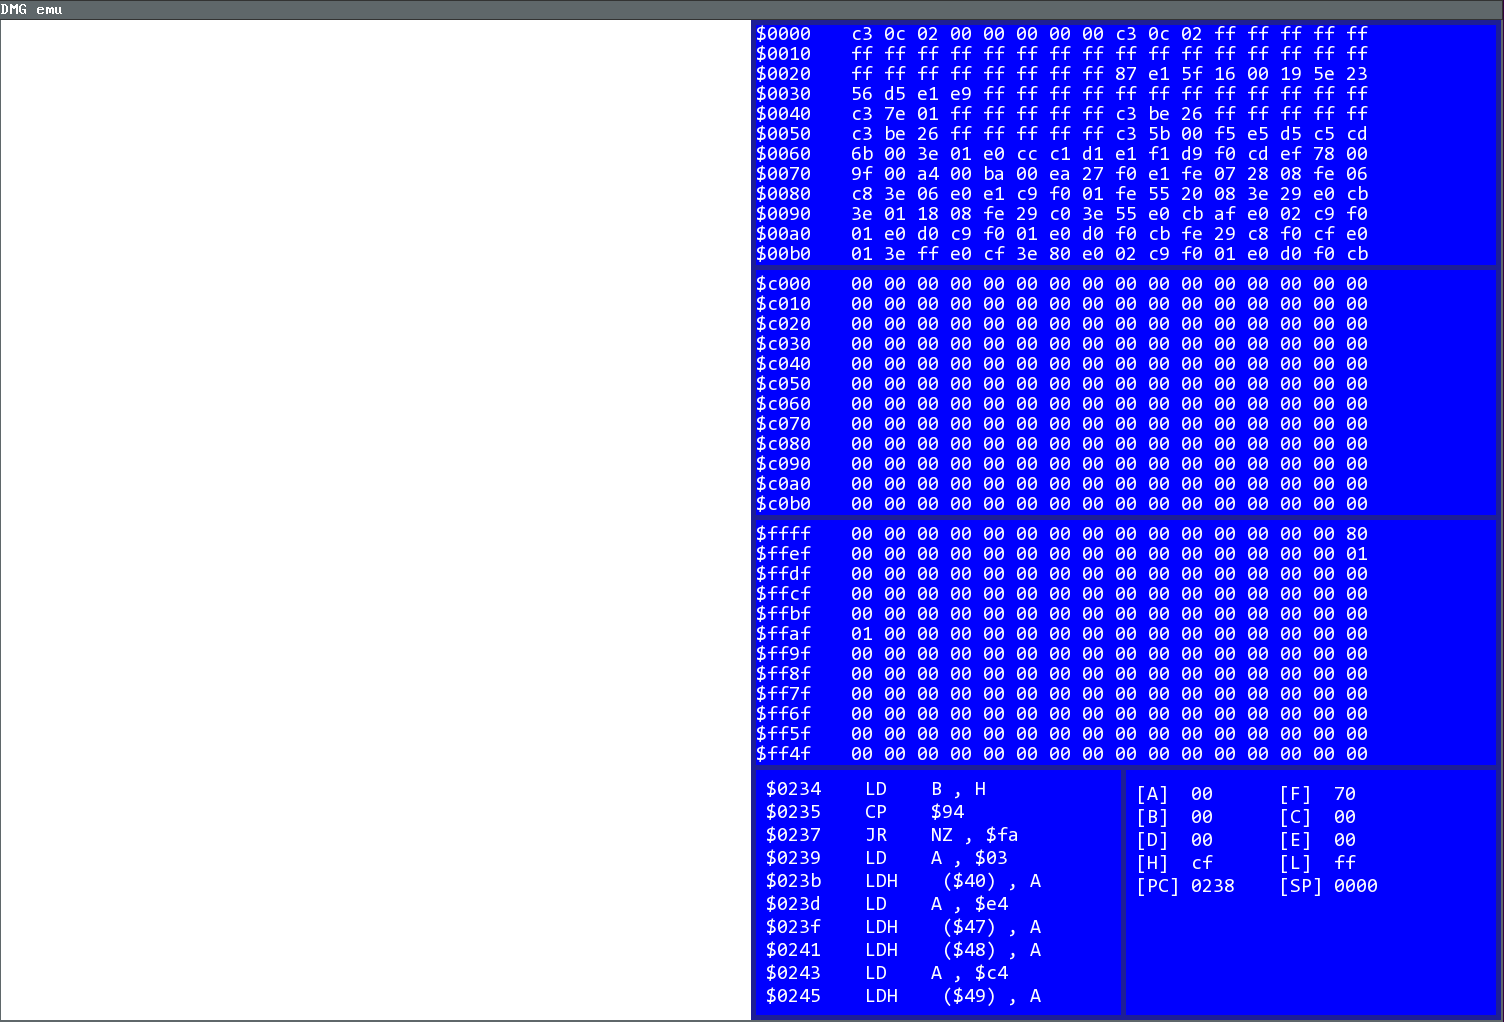 DMG emu
$0000 c3 0c 02 00 00 00 00 00 c3 0c 02 ff ff ff ff ff
$0010 ff ff ff ff ff ff ff ff ff ff ff ff ff ff ff ff
$0020 ff ff ff ff ff ff ff ff 87 e1 5f 16 00 19 5e 23
$0030 56 d5 e1 e9 ff ff ff ff ff ff ff ff ff ff ff ff
$0040 c3 7e 01 ff ff ff ff ff c3 be 26 ff ff ff ff ff
$0050 c3 be 26 ff ff ff ff ff c3 5b 00 f5 e5 d5 c5 cd
$0060 6b 00 3e 01 e0 cc c1 d1 e1 f1 d9 f0 cd ef 78 00
$0070 9f 00 a4 00 ba 00 ea 27 f0 e1 fe 07 28 08 fe 06
$0080 c8 3e 06 e0 e1 c9 f0 01 fe 55 20 08 3e 29 e0 cb
$0090 3e 01 18 08 fe 29 c0 3e 55 e0 cb af e0 02 c9 f0
$00a0 01 e0 d0 c9 f0 01 e0 d0 f0 cb fe 29 c8 f0 cf e0
$00b0 01 3e ff e0 cf 3e 80 e0 02 c9 f0 01 e0 d0 f0 cb
$c000 00 00 00 00 00 00 00 00 00 00 00 00 00 00 00 00
$c010 00 00 00 00 00 00 00 00 00 00 00 00 00 00 00 00
$c020 00 00 00 00 00 00 00 00 00 00 00 00 00 00 00 00
$c030 00 00 00 00 00 00 00 00 00 00 00 00 00 00 00 00
$c040 00 00 00 00 00 00 00 00 00 00 00 00 00 00 00 00
$c050 00 00 00 00 00 00 00 00 00 00 00 00 00 00 00 00
$c060 00 00 00 00 00 00 00 00 00 00 00 00 00 00 00 00
$c070 00 00 00 00 00 00 00 00 00 00 00 00 00 00 00 00
$c080 00 00 00 00 00 00 00 00 00 00 00 00 00 00 00 00
$c090 00 00 00 00 00 00 00 00 00 00 00 00 00 00 00 00
$c0a0 00 00 00 00 00 00 00 00 00 00 00 00 00 00 00 00
$c0b0 00 00 00 00 00 00 00 00 00 00 00 00 00 00 00 00
$ffff 00 00 00 00 00 00 00 00 00 00 00 00 00 00 00 80
$ffef 00 00 00 00 00 00 00 00 00 00 00 00 00 00 00 01
$ffdf 00 00 00 00 00 00 00 00 00 00 00 00 00 00 00 00
$ffcf 00 00 00 00 00 00 00 00 00 00 00 00 00 00 00 00
$ffbf 00 00 00 00 00 00 00 00 00 00 00 00 00 00 00 00
$ffaf 01 00 00 00 00 00 00 00 00 00 00 00 00 00 00 00
$ff9f 00 00 00 00 00 00 00 00 00 00 00 00 00 00 00 00
$ff8f 00 00 00 00 00 00 00 00 00 00 00 00 00 00 00 00
$ff7f 00 00 00 00 00 00 00 00 00 00 00 00 00 00 00 00
$ff6f 00 00 00 00 00 00 00 00 00 00 00 00 00 00 00 00
$ff5f 00 00 00 00 00 00 00 00 00 00 00 00 00 00 00 00
$ff4f 00 00 00 00 00 00 00 00 00 00 00 00 00 00 00 00
$0234 LD B , H
$0235 CP $94
$0237 JR NZ , $fa
$0239 LD A , $03
$023b LDH ($40) , A
$023d LD A , $e4
$023f LDH ($47) , A
$0241 LDH ($48) , A
$0243 LD A , $c4
$0245 LDH ($49) , A
[A] 00 [F] 70
[B] 00 [C] 00
[D] 00 [E] 00
[H] cf [L] ff
[PC] 0238 [SP] 0000